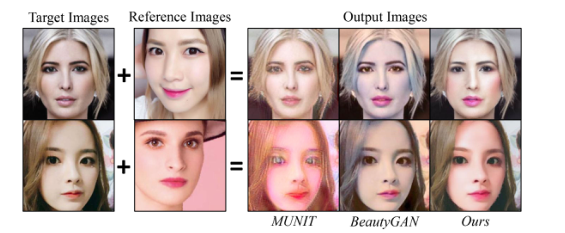 Target Images Reference Images Output Images
+ =
+ =
MUNIT BeautyGAN Ours